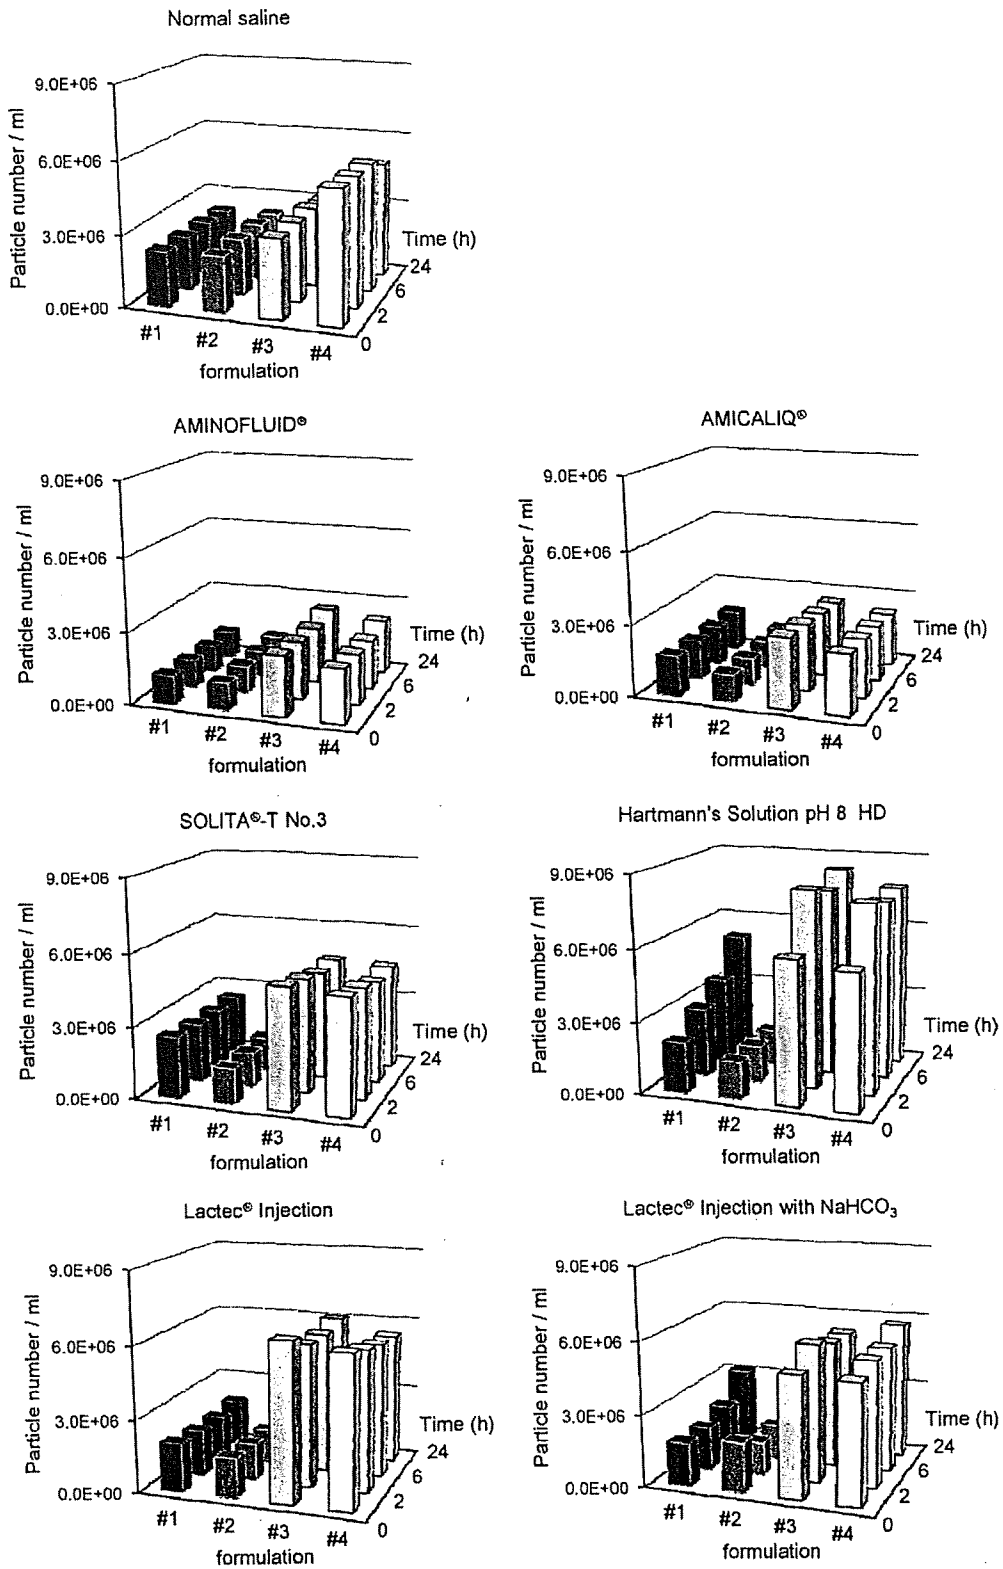 Normal saline
Particle number / ml
9.0E+06
6.0E+06
3.0E+06
0.0E+00
#1 #2 #3 #4
formulation
Time (h)
24
6
2
0
AMINOFLUID®
Particle number / ml
9.0E+06
6.0E+06
3.0E+06
0.0E+00
#1 #2 #3 #4
formulation
Time (h)
24
6
2
0
AMICALIQ®
Particle number / ml
9.0E+06
6.0E+06
3.0E+06
0.0E+00
#1 #2 #3 #4
formulation
Time (h)
24
6
2
0
SOLITA®-T No.3
Particle number / ml
9.0E+06
6.0E+06
3.0E+06
0.0E+00
#1 #2 #3 #4
formulation
Time (h)
24
6
2
0
Hartmann's Solution pH 8 HD
Particle number / ml
9.0E+06
6.0E+06
3.0E+06
0.0E+00
#1 #2 #3 #4
formulation
Time (h)
24
6
2
0
Lactec® Injection
Particle number / ml
9.0E+06
6.0E+06
3.0E+06
0.0E+00
#1 #2 #3 #4
formulation
Time (h)
24
6
2
0
Lactec® Injection with NaHCO₃
Particle number / ml
9.0E+06
6.0E+06
3.0E+06
0.0E+00
#1 #2 #3 #4
formulation
Time (h)
24
6
2
0